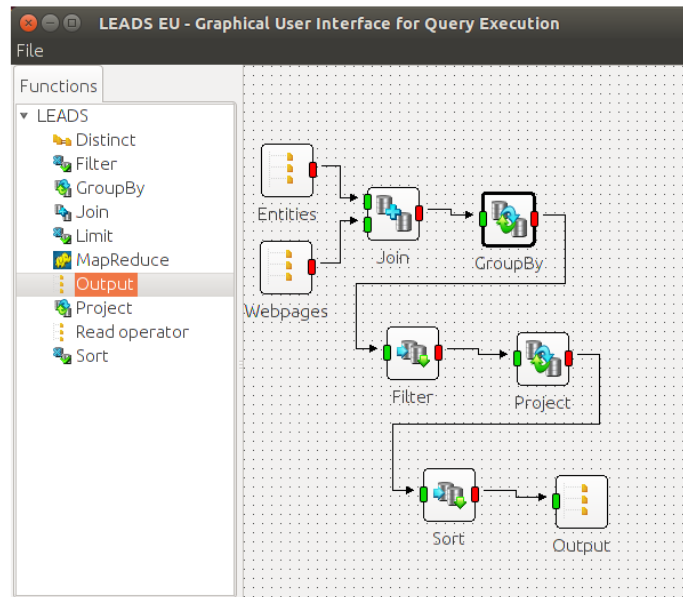 LEADS EU - Graphical User Interface for Query Execution
File
Functions
LEADS
Distinct
Filter
GroupBy
Join
Limit
MapReduce
Output
Project
Read operator
Sort
Entities
Webpages
Join
GroupBy
Filter
Project
Sort
Output